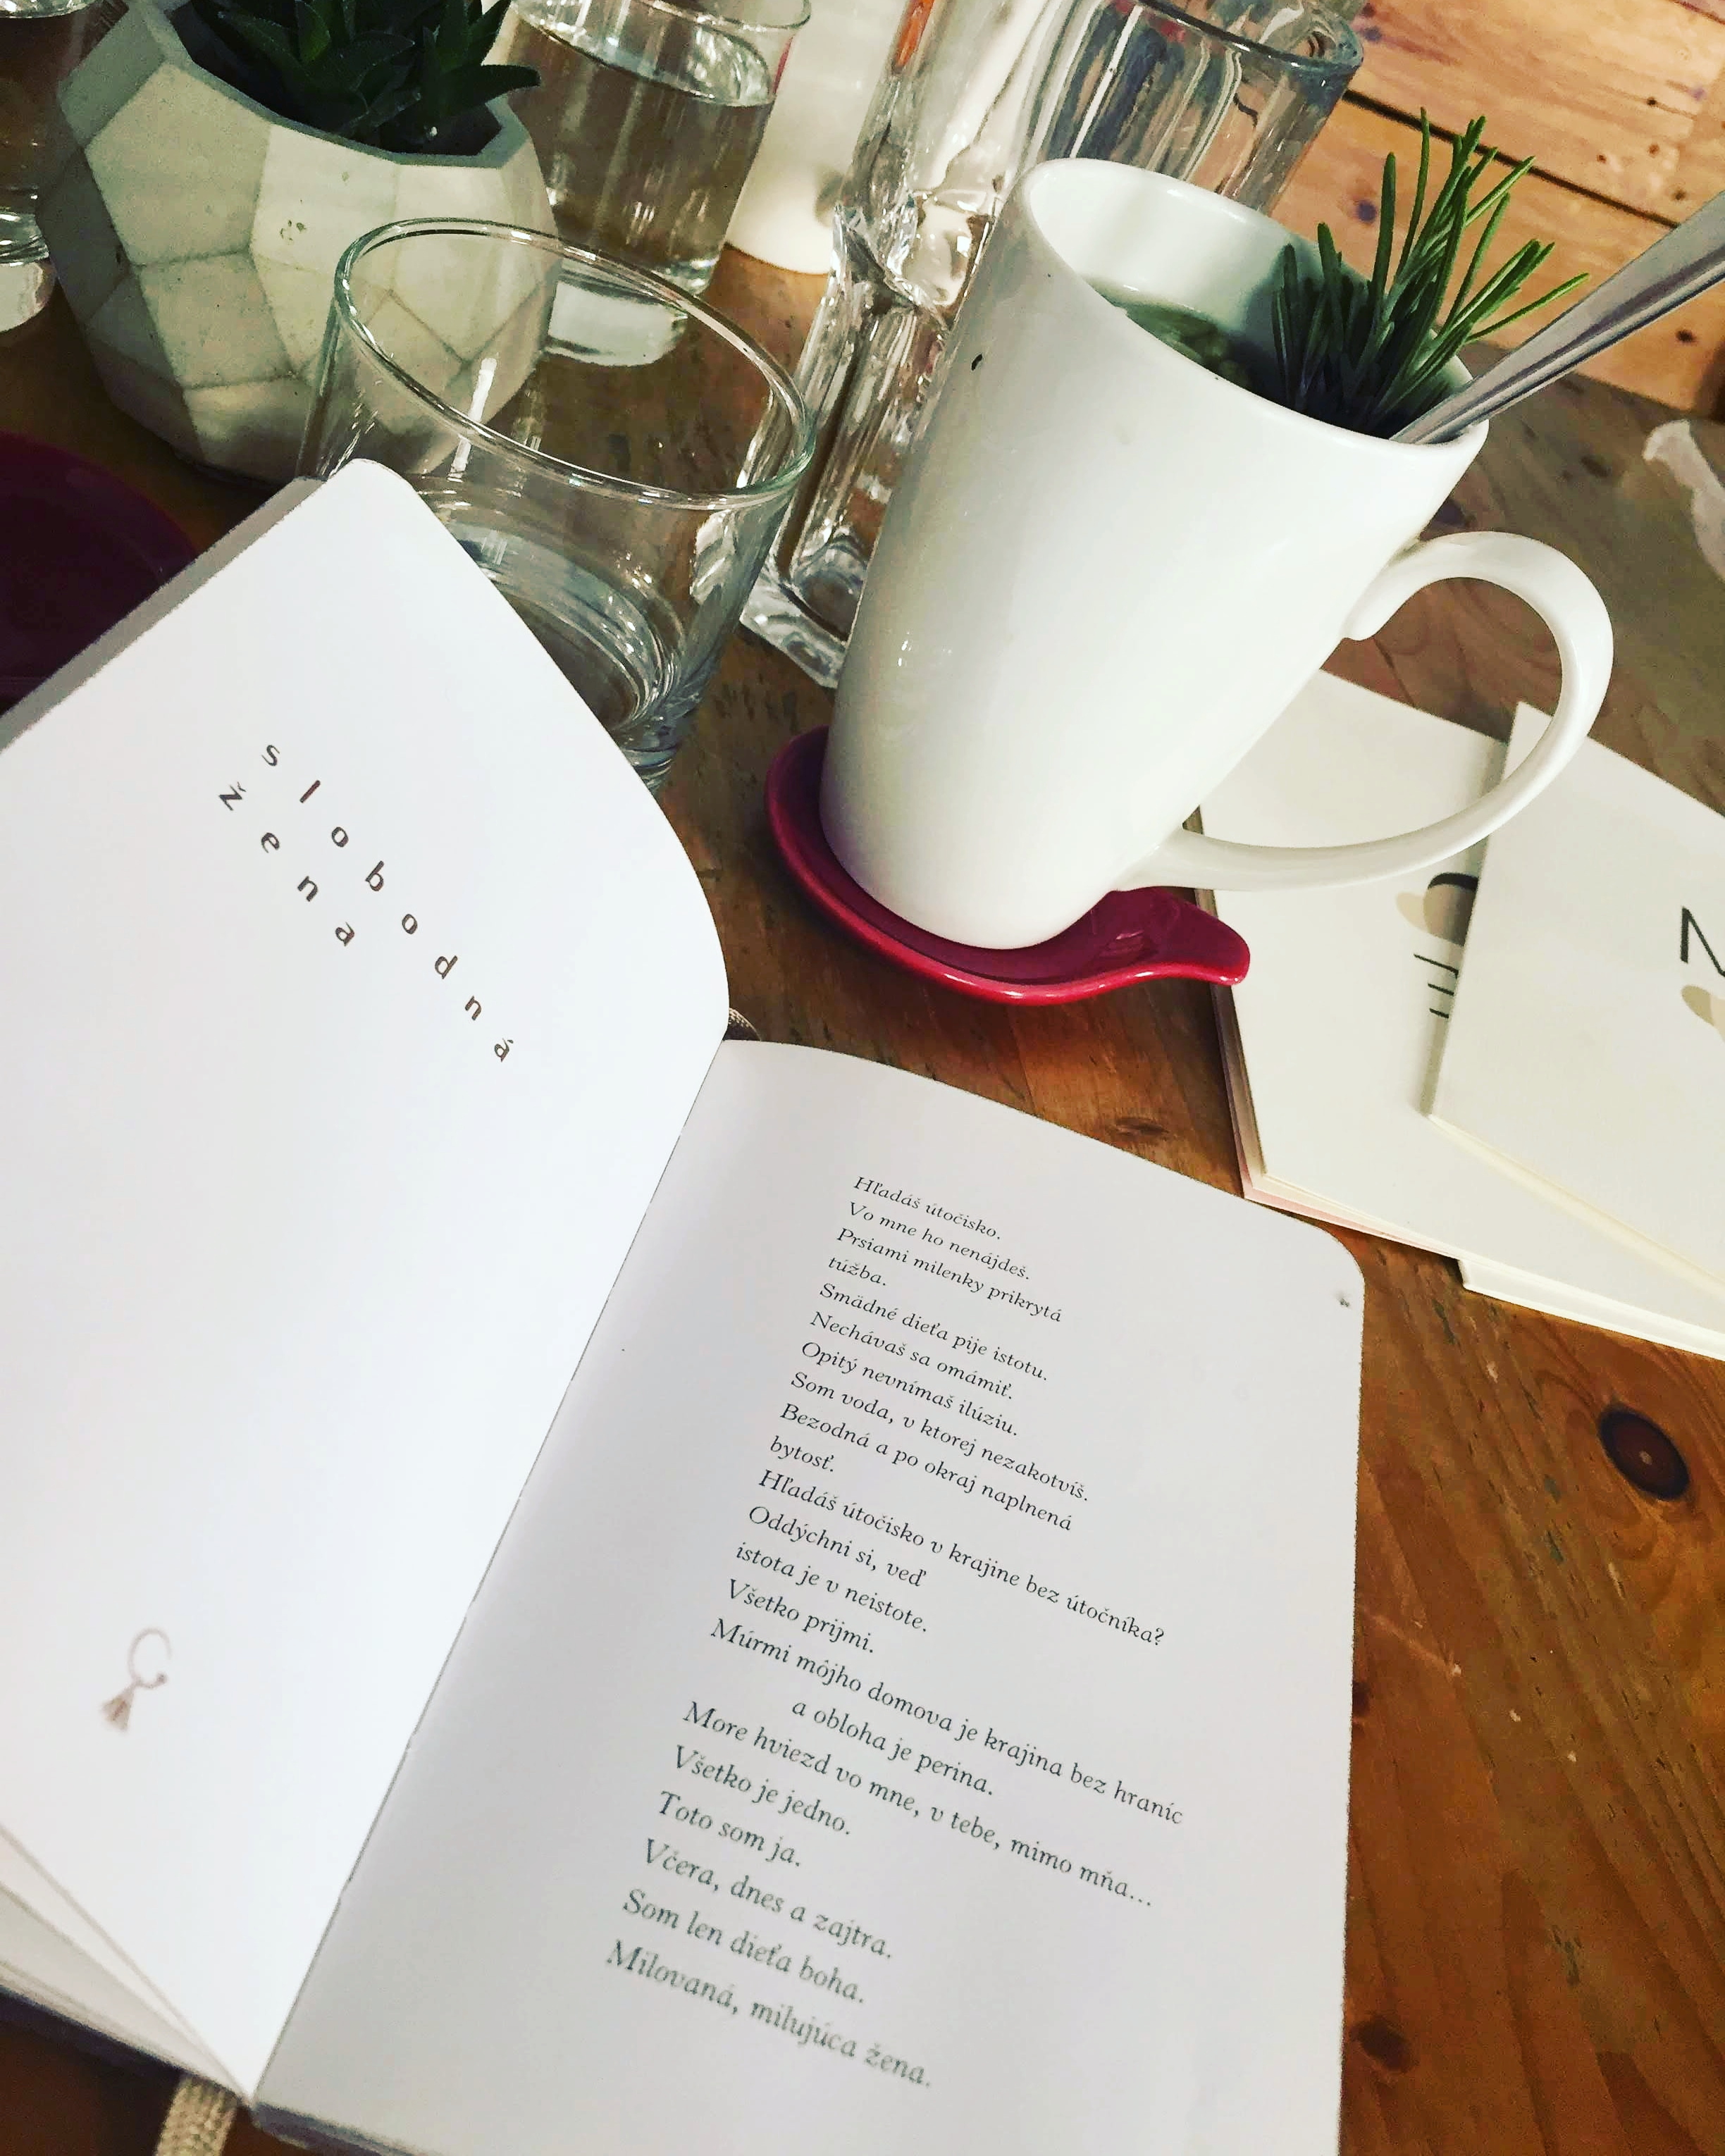 slobodná
žena
Hľadáš útočisko.
Vo mne ho nenájdeš.
Prsiami milenky prikrytá
túžba.
Smädné dieťa pije istotu.
Nechávaš sa omámiť.
Opitý nevnímaš ilúziu.
Som voda, v ktorej nezakotvíš.
Bezodná a po okraj naplnená
bytosť.
Hľadáš útočisko v krajine bez útočníka?
Oddýchni si, veď
istota je v neistote.
Všetko prijmi.
Múrmi môjho domova je krajina bez hraníc
a obloha je perina.
More hviezd vo mne, v tebe, mimo mňa...
Všetko je jedno.
Toto som ja.
Včera, dnes a zajtra.
Som len dieťa boha.
Milovaná, milujúca žena.